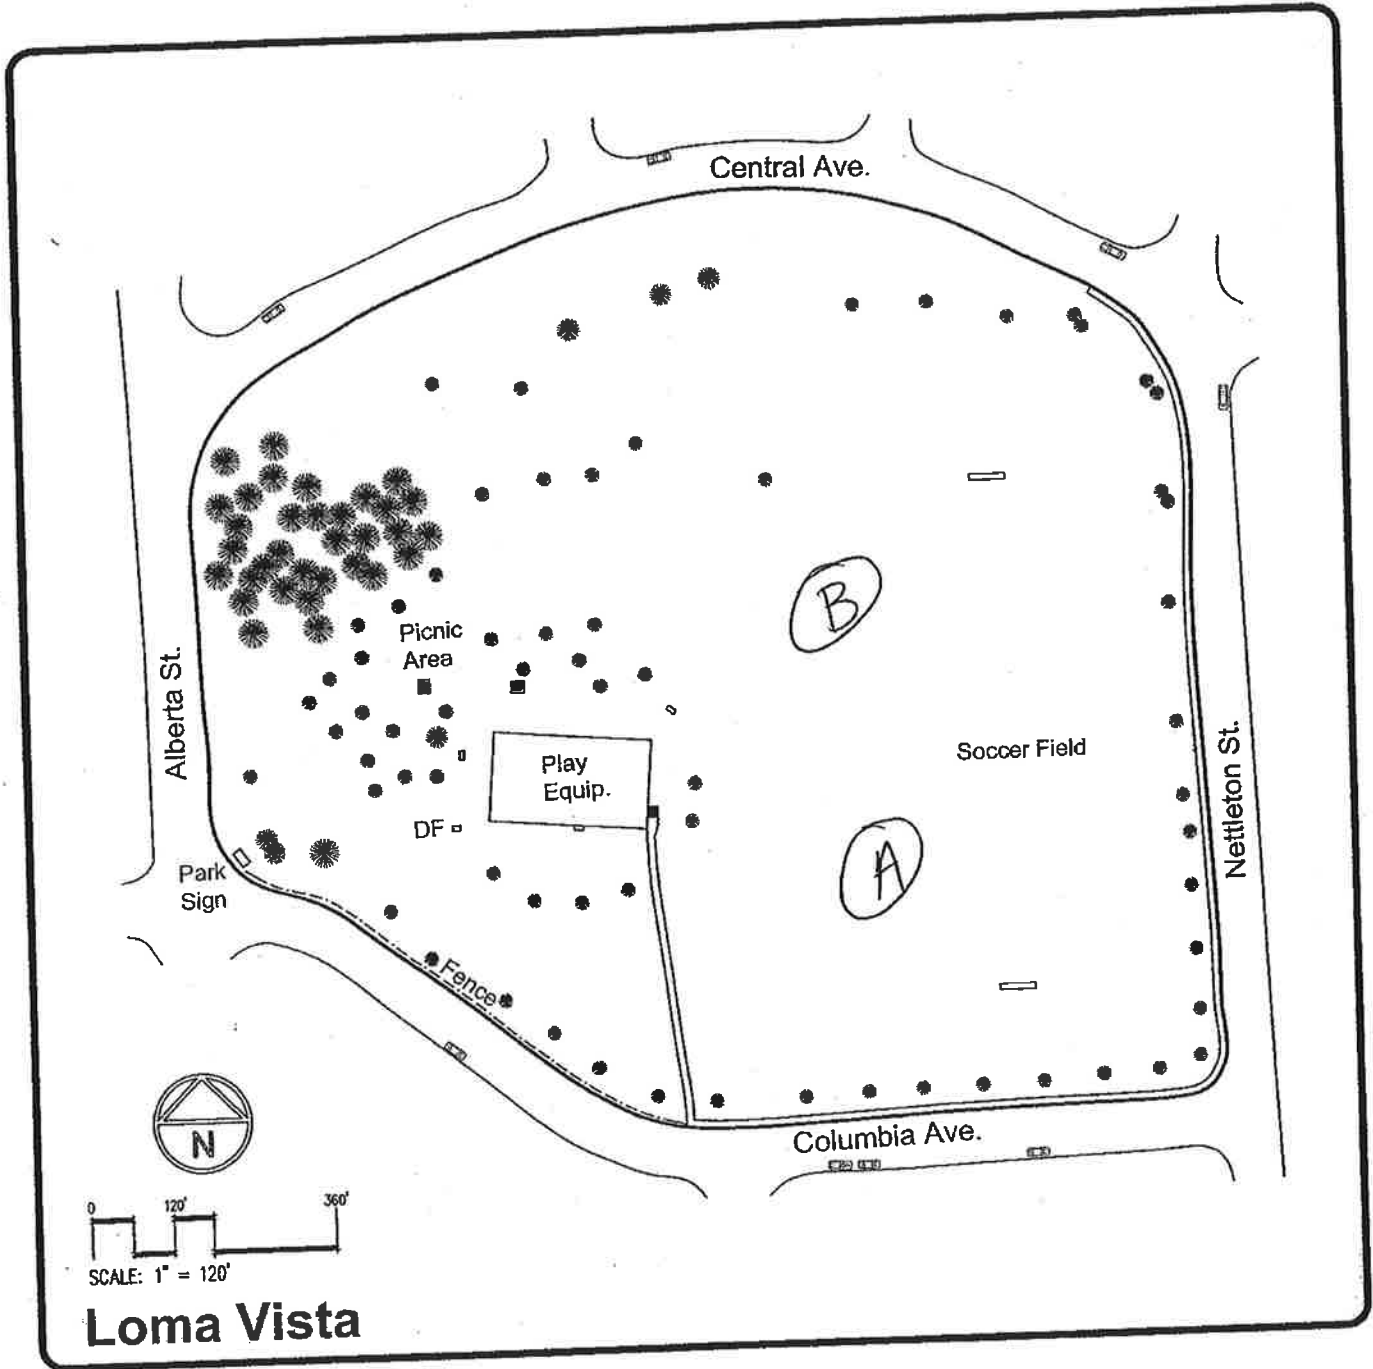 Central Ave.
Picnic
Area
B
Alberta St.
Play
Equip.
Soccer Field
Nettleton St.
DF
A
Park
Sign
Fence
Columbia Ave.
N
0 120' 360'
SCALE: 1" = 120'
Loma Vista